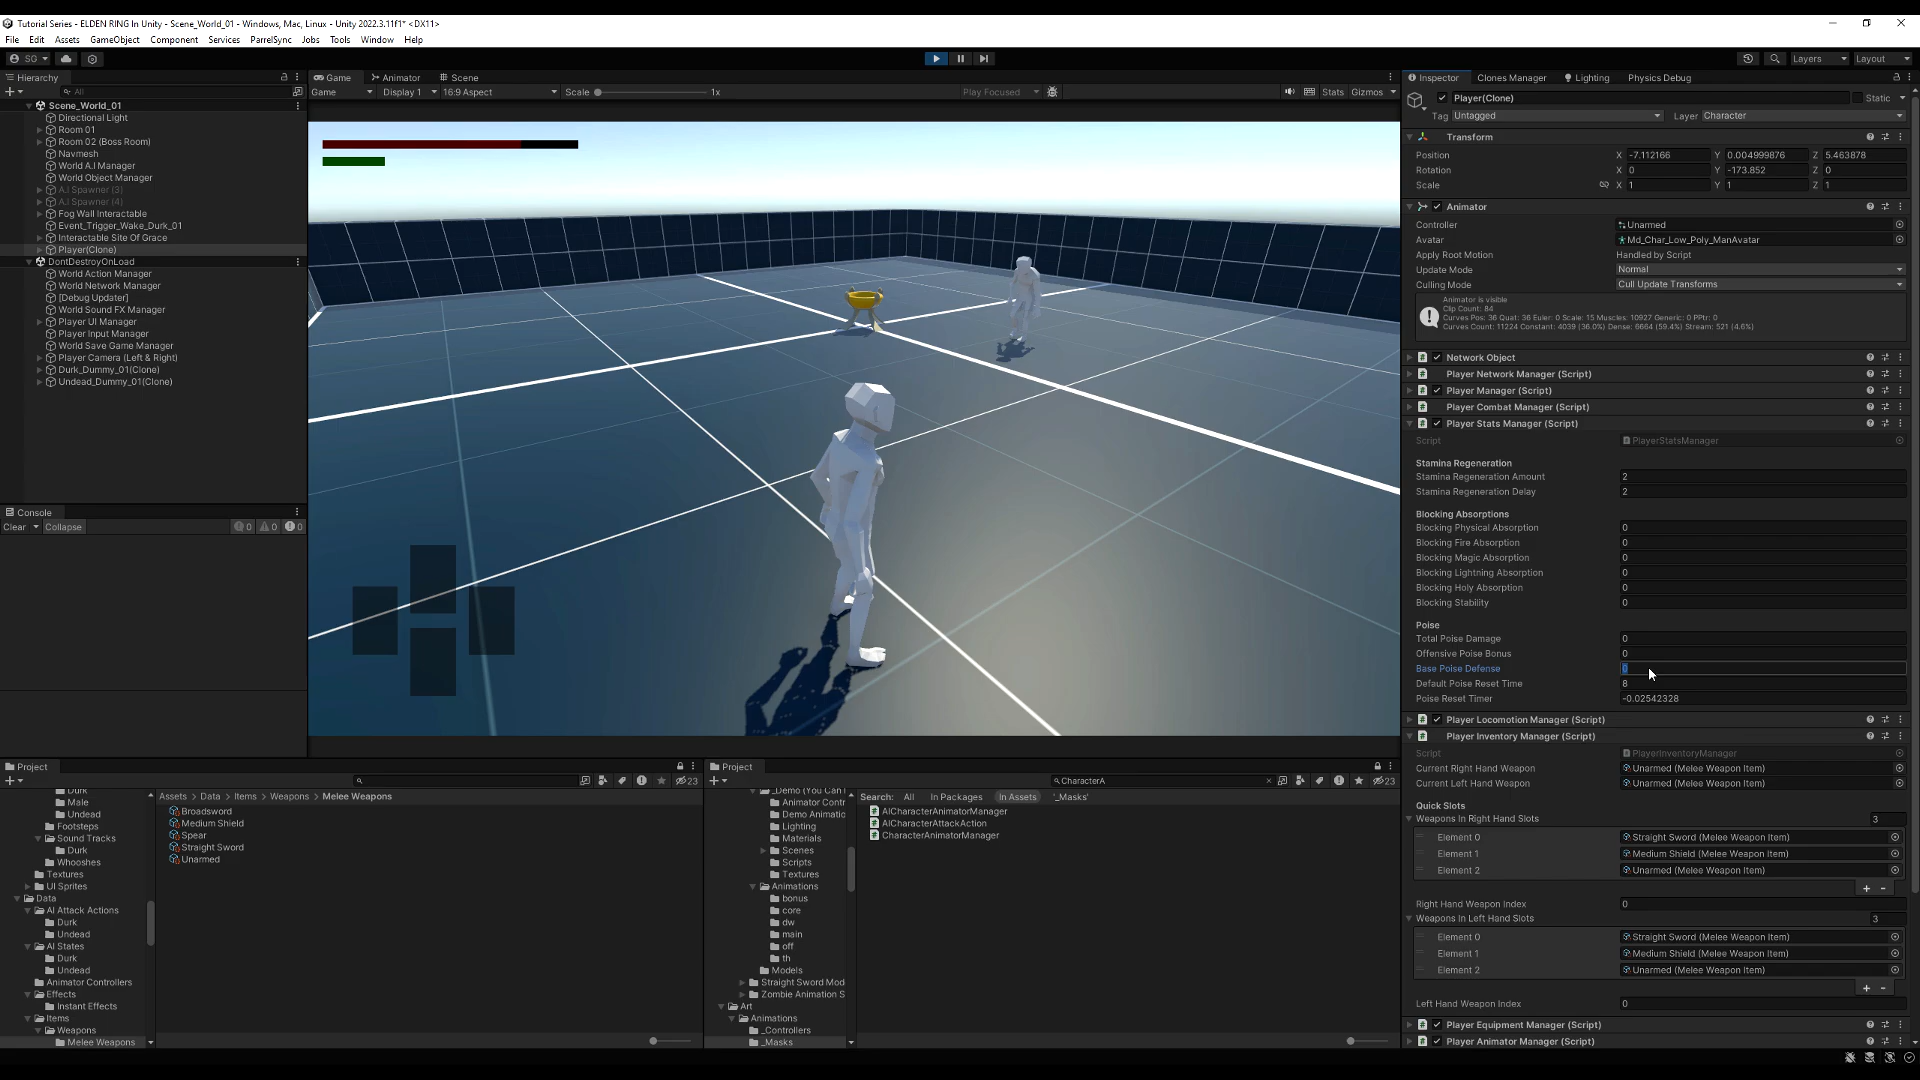 Tutorial Series - ELDEN RING In Unity - Scene_World_01 - Windows, Mac, Linux - Unity 2022.3.11f1* <DX11>
File Edit Assets GameObject Component Services ParrelSync Jobs Tools Window Help
SG Layers Layout
Hierarchy
All
Scene_World_01
Directional Light
Room 01
Room 02 (Boss Room)
Navmesh
World A.I Manager
World Object Manager
A.I Spawner (3)
A.I Spawner (4)
Fog Wall Interactable
Event_Trigger_Wake_Durk_01
Interactable Site Of Grace
Player(Clone)
DontDestroyOnLoad
World Action Manager
World Network Manager
[Debug Updater]
World Sound FX Manager
Player UI Manager
Player Input Manager
World Save Game Manager
Player Camera (Left & Right)
Durk_Dummy_01(Clone)
Undead_Dummy_01(Clone)
Console
Clear Collapse 0 0 0
Game Animator Scene
Game Display 1 16:9 Aspect Scale 1x Play Focused Stats Gizmos
Inspector Clones Manager Lighting Physics Debug
Player(Clone) Static
Tag Untagged Layer Character
Transform
Position X -7.112166 Y 0.004999876 Z 5.463878
Rotation X 0 Y -173.852 Z 0
Scale X 1 Y 1 Z 1
Animator
Controller Unarmed
Avatar Md_Char_Low_Poly_ManAvatar
Apply Root Motion Handled by Script
Update Mode Normal
Culling Mode Cull Update Transforms
Animator is visible
Clip Count: 84
Curves Pos: 36 Quat: 36 Euler: 0 Scale: 15 Muscles: 10927 Generic: 0 PPtr: 0
Curves Count: 11224 Constant: 4039 (36.0%) Dense: 6664 (59.4%) Stream: 521 (4.6%)
Network Object
Player Network Manager (Script)
Player Manager (Script)
Player Combat Manager (Script)
Player Stats Manager (Script)
Script PlayerStatsManager
Stamina Regeneration
Stamina Regeneration Amount 2
Stamina Regeneration Delay 2
Blocking Absorptions
Blocking Physical Absorption 0
Blocking Fire Absorption 0
Blocking Magic Absorption 0
Blocking Lightning Absorption 0
Blocking Holy Absorption 0
Blocking Stability 0
Poise
Total Poise Damage 0
Offensive Poise Bonus 0
Base Poise Defense 0
Default Poise Reset Time 8
Poise Reset Timer -0.02542328
Player Locomotion Manager (Script)
Player Inventory Manager (Script)
Script PlayerInventoryManager
Current Right Hand Weapon Unarmed (Melee Weapon Item)
Current Left Hand Weapon Unarmed (Melee Weapon Item)
Quick Slots
Weapons In Right Hand Slots 3
Element 0 Straight Sword (Melee Weapon Item)
Element 1 Medium Shield (Melee Weapon Item)
Element 2 Unarmed (Melee Weapon Item)
Right Hand Weapon Index 0
Weapons In Left Hand Slots 3
Element 0 Straight Sword (Melee Weapon Item)
Element 1 Medium Shield (Melee Weapon Item)
Element 2 Unarmed (Melee Weapon Item)
Left Hand Weapon Index 0
Player Equipment Manager (Script)
Player Animator Manager (Script)
Project
23
Durk
Male
Undead
Footsteps
Sound Tracks
Durk
Whooshes
Textures
UI Sprites
Data
AI Attack Actions
Durk
Undead
AI States
Durk
Undead
Animator Controllers
Effects
Instant Effects
Items
Weapons
Melee Weapons
Assets > Data > Items > Weapons > Melee Weapons
Broadsword
Medium Shield
Spear
Straight Sword
Unarmed
Project
CharacterA 23
_Demo (You Can I
Animator Contr
Demo Animatic
Lighting
Materials
Scenes
Scripts
Textures
Animations
bonus
core
dw
main
off
th
Models
Straight Sword Mod
Zombie Animation S
Art
Animations
_Controllers
_Masks
Search: All In Packages In Assets '_Masks'
AICharacterAnimatorManager
AICharacterAttackAction
CharacterAnimatorManager